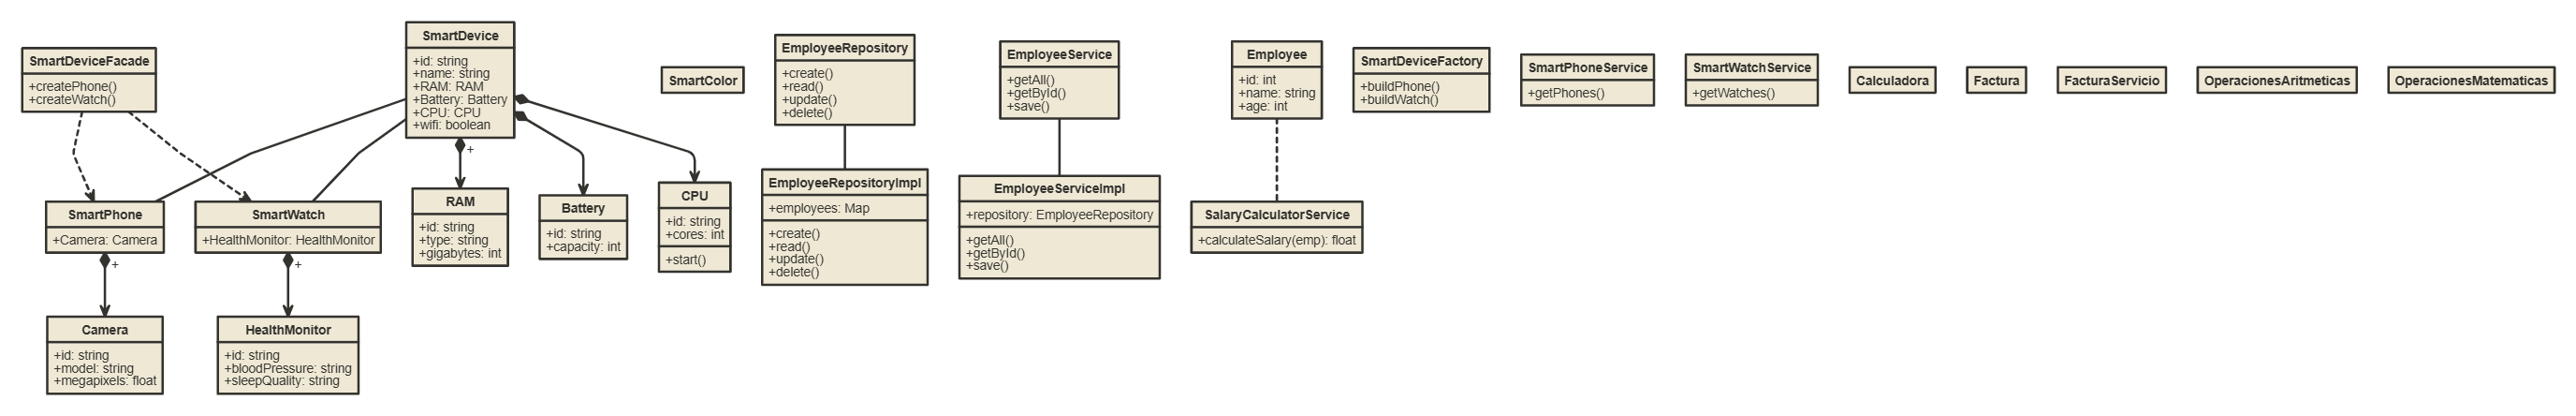 SmartDeviceFacade
+createPhone()
+createWatch()
SmartDevice
+id: string
+name: string
+RAM: RAM
+Battery: Battery
+CPU: CPU
+wifi: boolean
SmartColor
EmployeeRepository
+create()
+read()
+update()
+delete()
EmployeeService
+getAll()
+getById()
+save()
Employee
+id: int
+name: string
+age: int
SmartDeviceFactory
+buildPhone()
+buildWatch()
SmartPhoneService
+getPhones()
SmartWatchService
+getWatches()
Calculadora
Factura
FacturaServicio
OperacionesAritmeticas
OperacionesMatematicas
+
SmartPhone
+Camera: Camera
+
SmartWatch
+HealthMonitor: HealthMonitor
+
RAM
+id: string
+type: string
+gigabytes: int
Battery
+id: string
+capacity: int
CPU
+id: string
+cores: int
+start()
EmployeeRepositoryImpl
+employees: Map
+create()
+read()
+update()
+delete()
EmployeeServiceImpl
+repository: EmployeeRepository
+getAll()
+getById()
+save()
SalaryCalculatorService
+calculateSalary(emp): float
Camera
+id: string
+model: string
+megapixels: float
HealthMonitor
+id: string
+bloodPressure: string
+sleepQuality: string